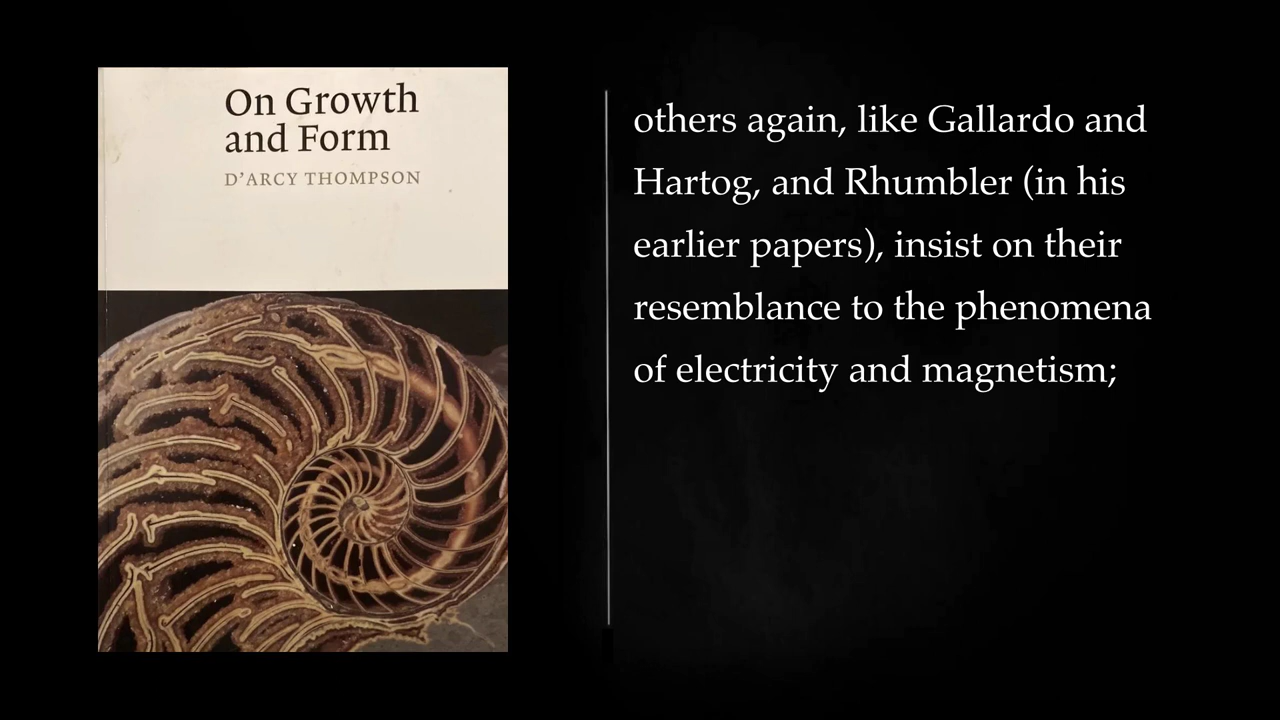 On Growth
and Form
D'ARCY THOMPSON
others again, like Gallardo and
Hartog, and Rhumbler (in his
earlier papers), insist on their
resemblance to the phenomena
of electricity and magnetism;